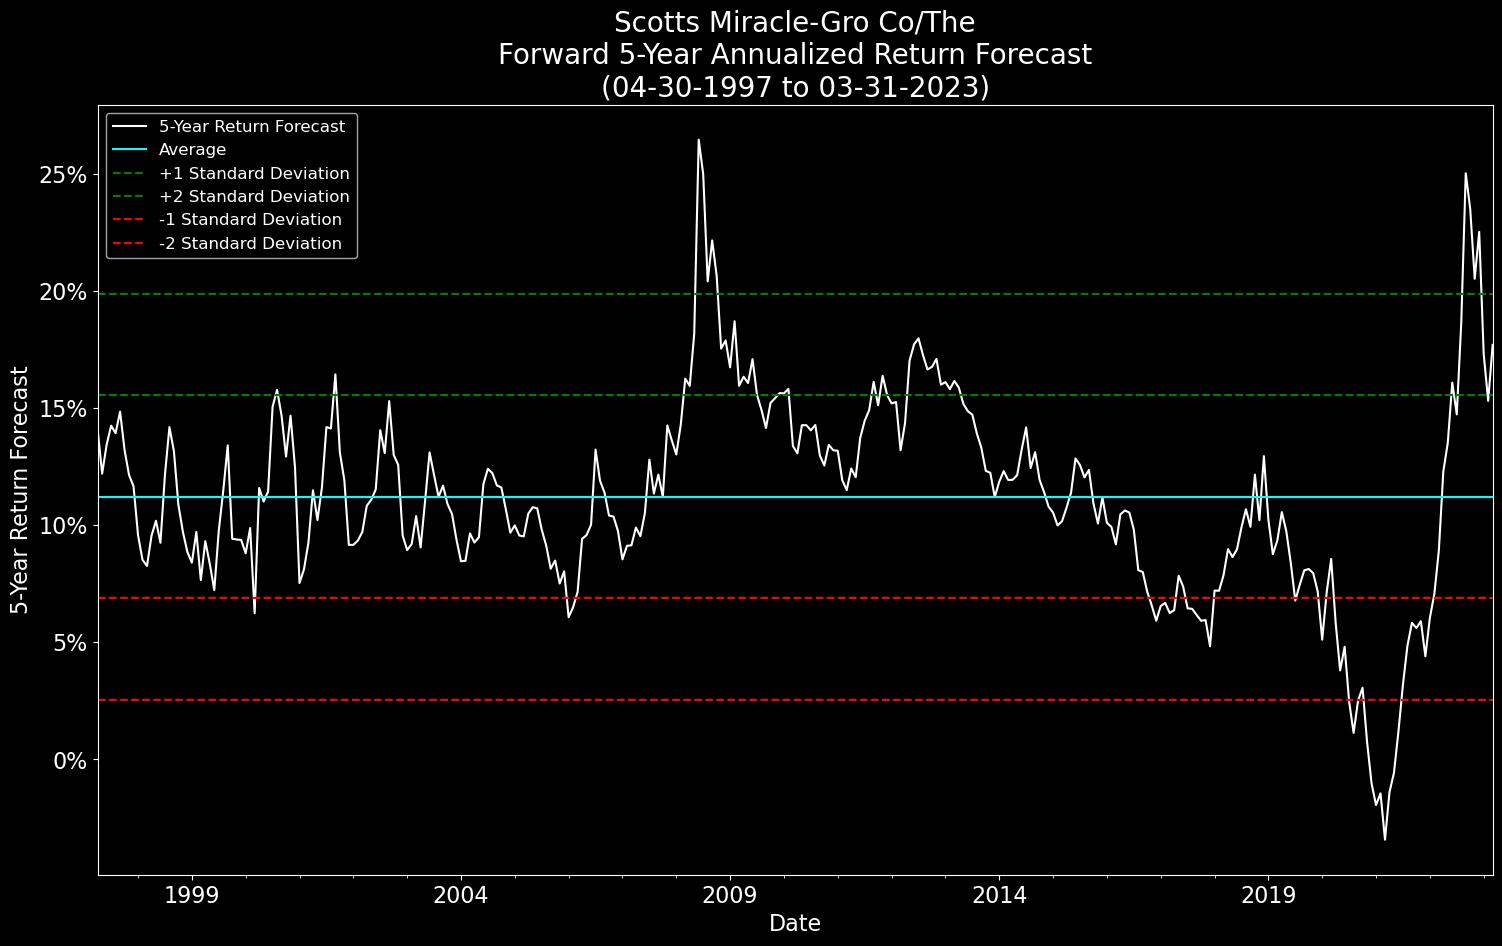 Scotts Miracle-Gro Co/The
Forward 5-Year Annualized Return Forecast
(04-30-1997 to 03-31-2023)
5-Year Return Forecast
Average
+1 Standard Deviation
+2 Standard Deviation
-1 Standard Deviation
-2 Standard Deviation
25%
20%
15%
10%
5%
0%
5-Year Return Forecast
1999
2004
2009
2014
2019
Date